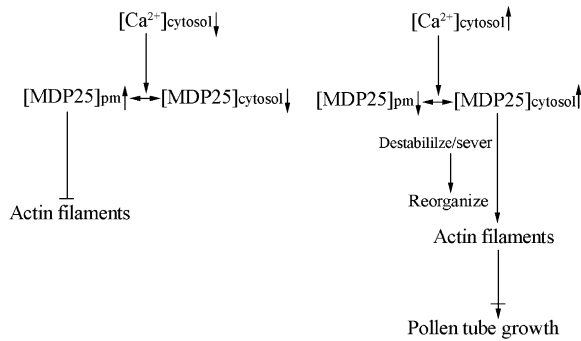 [Ca²⁺]cytosol↓
[MDP25]pm↑ ↔ [MDP25]cytosol↓
Actin filaments
[Ca²⁺]cytosol↑
[MDP25]pm↓ ↔ [MDP25]cytosol↑
Destabililze/sever
Reorganize
Actin filaments
Pollen tube growth